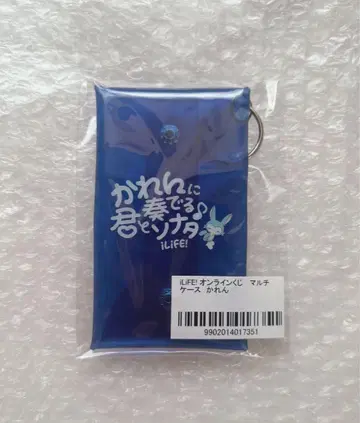 かれんに
奏でる♪
君とソナタ
iLiFE!
iLiFE! オンラインくじ マルチ
ケース かれん
9902014017351